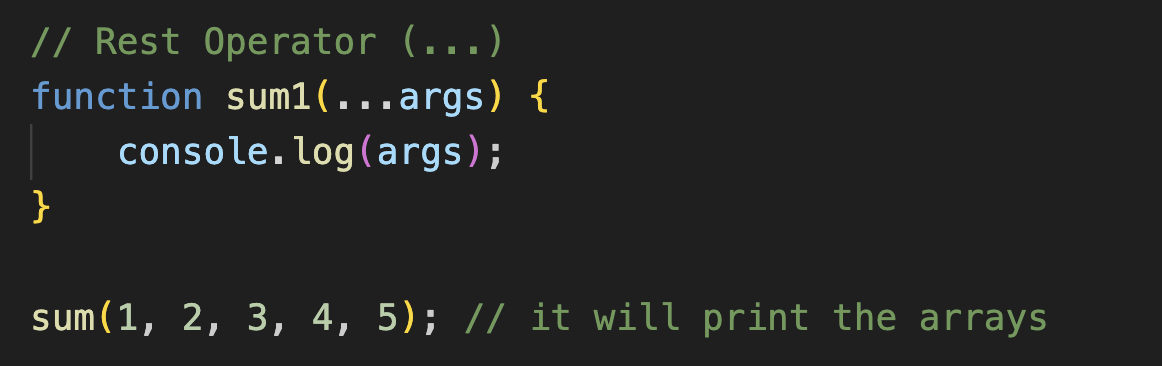 // Rest Operator (...)
function sum1(...args) {
    console.log(args);
}
sum(1, 2, 3, 4, 5); // it will print the arrays